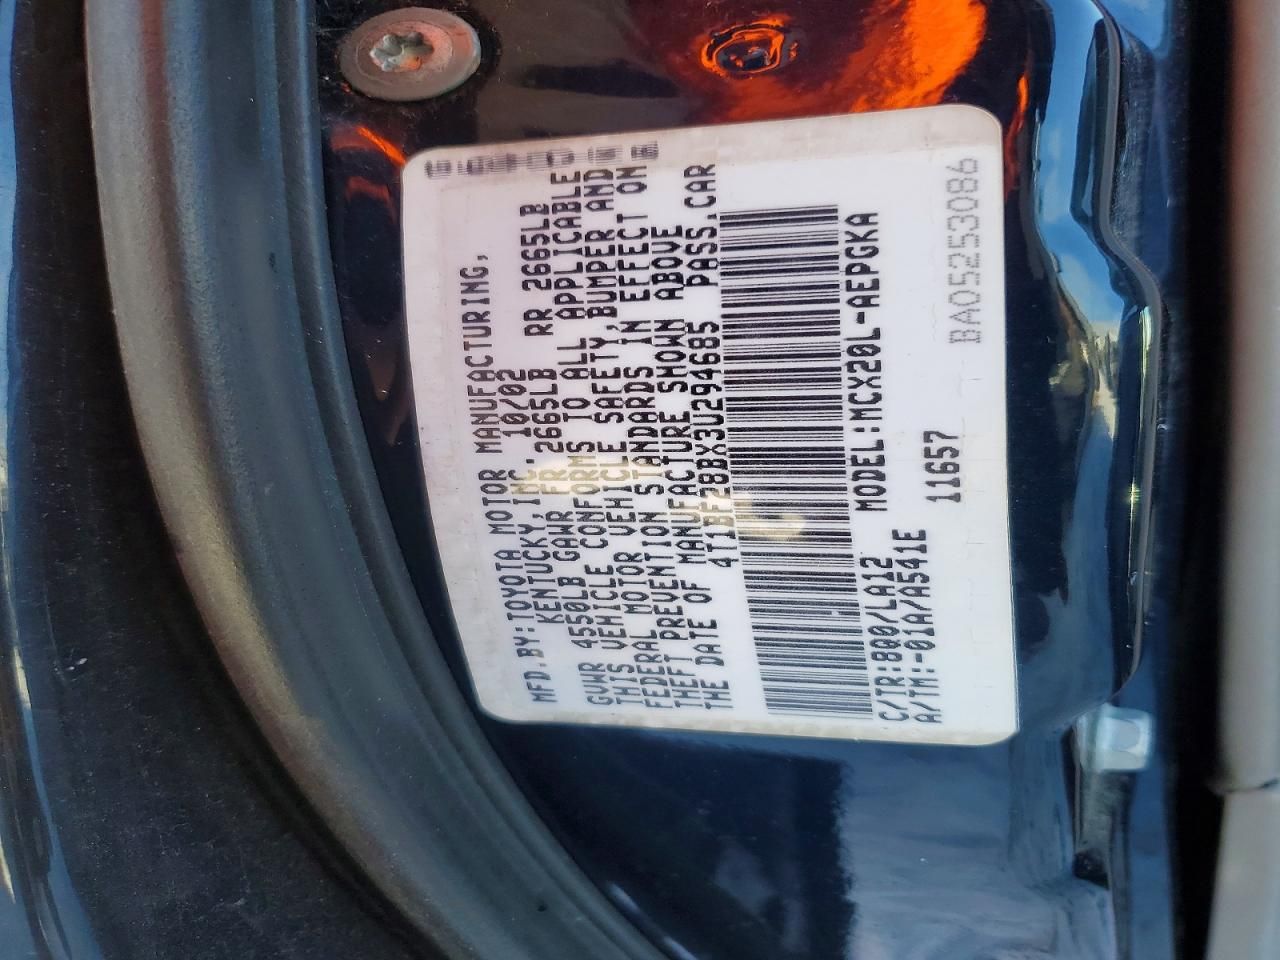 MFD.BY:TOYOTA MOTOR MANUFACTURING,
KENTUCKY,INC. 10/02
GVWR 4550LB GAWR FR 2665LB RR 2665LB
THIS VEHICLE CONFORMS TO ALL APPLICABLE
FEDERAL MOTOR VEHICLE SAFETY,BUMPER AND
THEFT PREVENTION STANDARDS IN EFFECT ON
THE DATE OF MANUFACTURE SHOWN ABOVE
4T1BF28BX3U294685 PASS.CAR
C/TR:8Q0/LA12 MODEL:MCX20L-AEPGKA
A/TM:-01A/A541E 11657
BA05253086